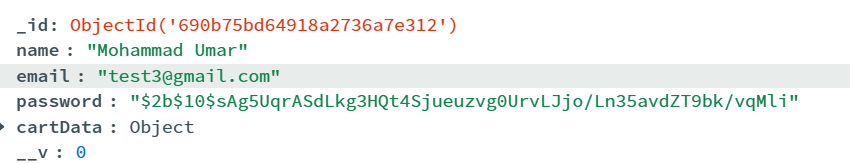 _id: ObjectId('690b75bd64918a2736a7e312')
name : "Mohammad Umar"
email : "test3@gmail.com"
password : "$2b$10$sAg5UqrASdLkg3HQt4Sjueuzvg0UrvLJjo/Ln35avdZT9bk/vqMli"
cartData : Object
__v : 0